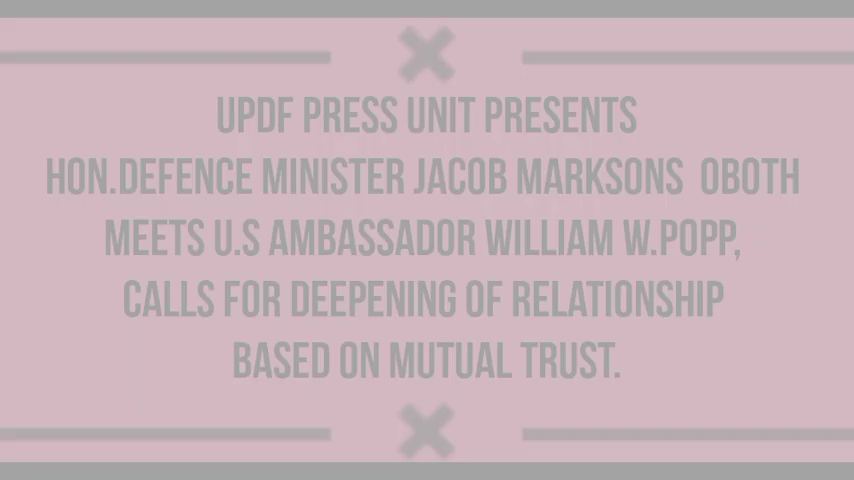 UPDF PRESS UNIT PRESENTS
HON.DEFENCE MINISTER JACOB MARKSONS OBOTH
MEETS U.S AMBASSADOR WILLIAM W.POPP,
CALLS FOR DEEPENING OF RELATIONSHIP
BASED ON MUTUAL TRUST.